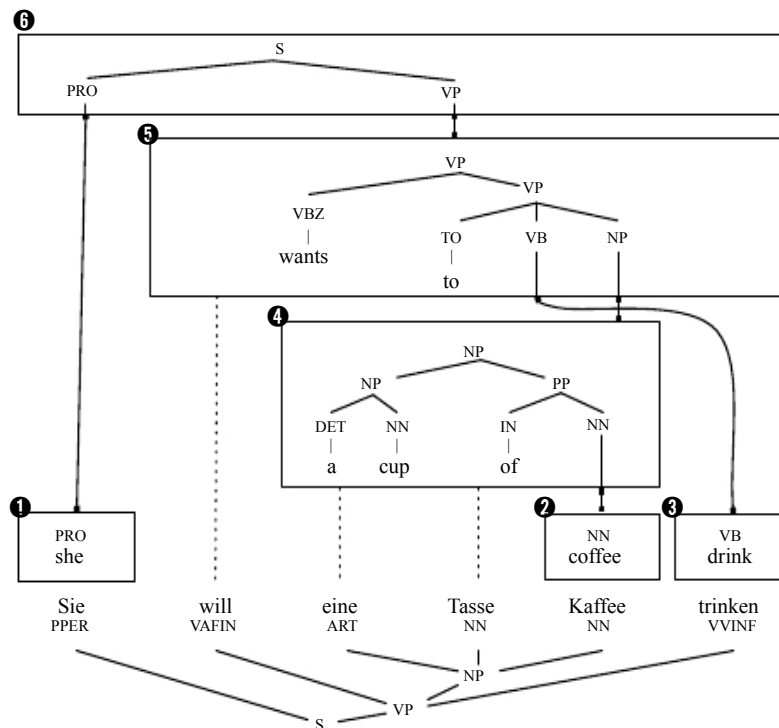 6
S
PRO VP
5
VP
VP
VBZ
TO VB NP
wants
to
4
NP
NP PP
DET NN IN NN
a cup of
1 2 3
PRO NN VB
she coffee drink
Sie will eine Tasse Kaffee trinken
PPER VAFIN ART NN NN VVINF
NP
VP
S